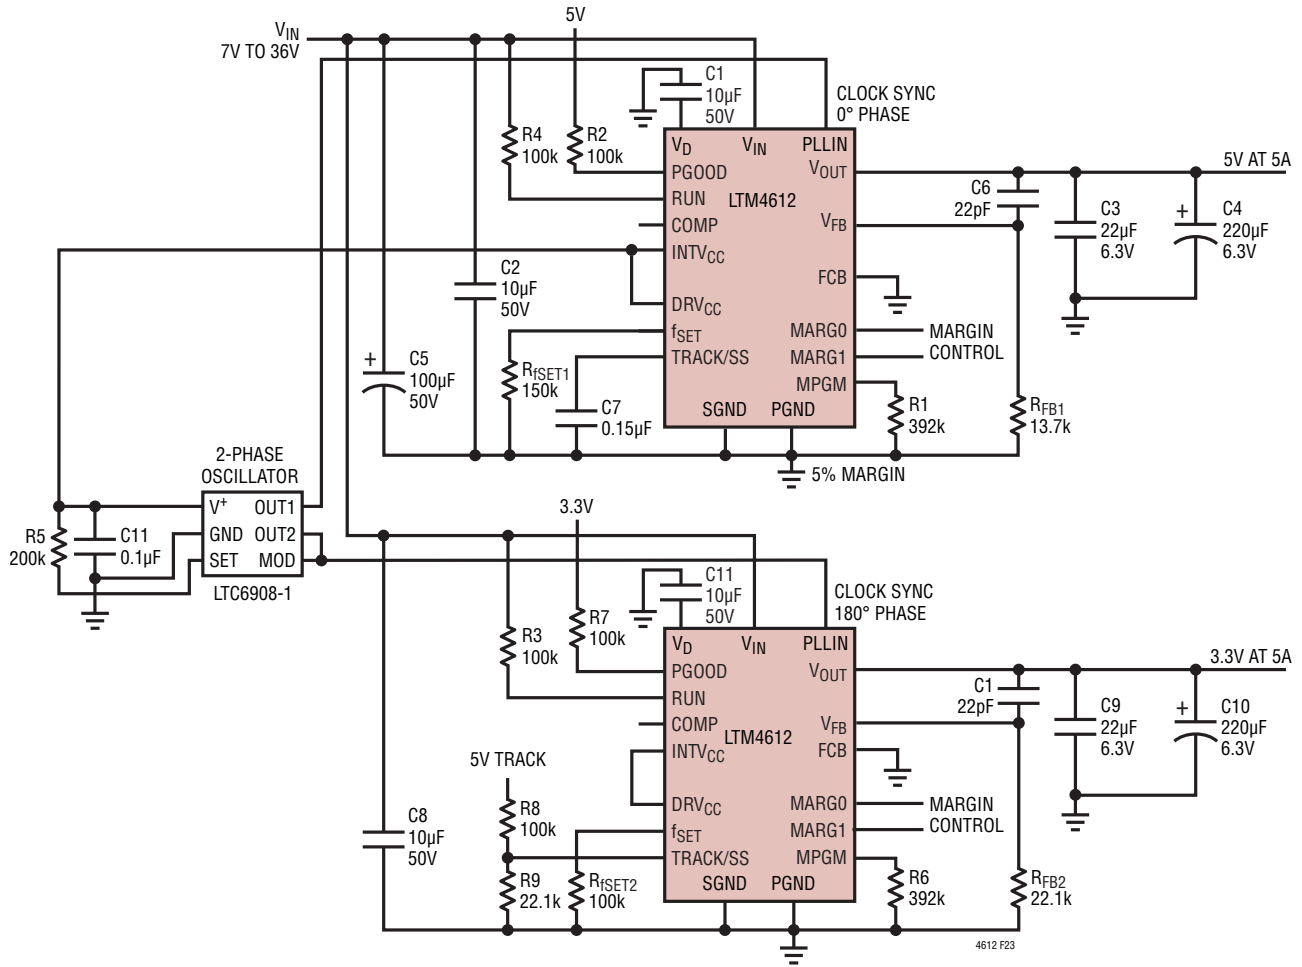 VIN
7V TO 36V
5V
C1
10µF
50V
CLOCK SYNC
0° PHASE
R4
100k
R2
100k
VD
VIN
PLLIN
PGOOD
VOUT
RUN
LTM4612
COMP
VFB
INTVCC
FCB
DRVCC
fSET
MARG0
TRACK/SS
MARG1
MPGM
SGND
PGND
5V AT 5A
C6
22pF
C3
22µF
6.3V
+
C4
220µF
6.3V
MARGIN
CONTROL
C2
10µF
50V
+
C5
100µF
50V
RfSET1
150k
C7
0.15µF
R1
392k
RFB1
13.7k
5% MARGIN
2-PHASE
OSCILLATOR
V+
OUT1
GND
OUT2
SET
MOD
LTC6908-1
R5
200k
C11
0.1µF
3.3V
C11
10µF
50V
CLOCK SYNC
180° PHASE
R3
100k
R7
100k
VD
VIN
PLLIN
PGOOD
VOUT
RUN
COMP
LTM4612
VFB
INTVCC
FCB
DRVCC
MARG0
fSET
MARG1
TRACK/SS
MPGM
SGND
PGND
3.3V AT 5A
C1
22pF
C9
22µF
6.3V
+
C10
220µF
6.3V
MARGIN
CONTROL
5V TRACK
R8
100k
C8
10µF
50V
R9
22.1k
RfSET2
100k
R6
392k
RFB2
22.1k
4612 F23